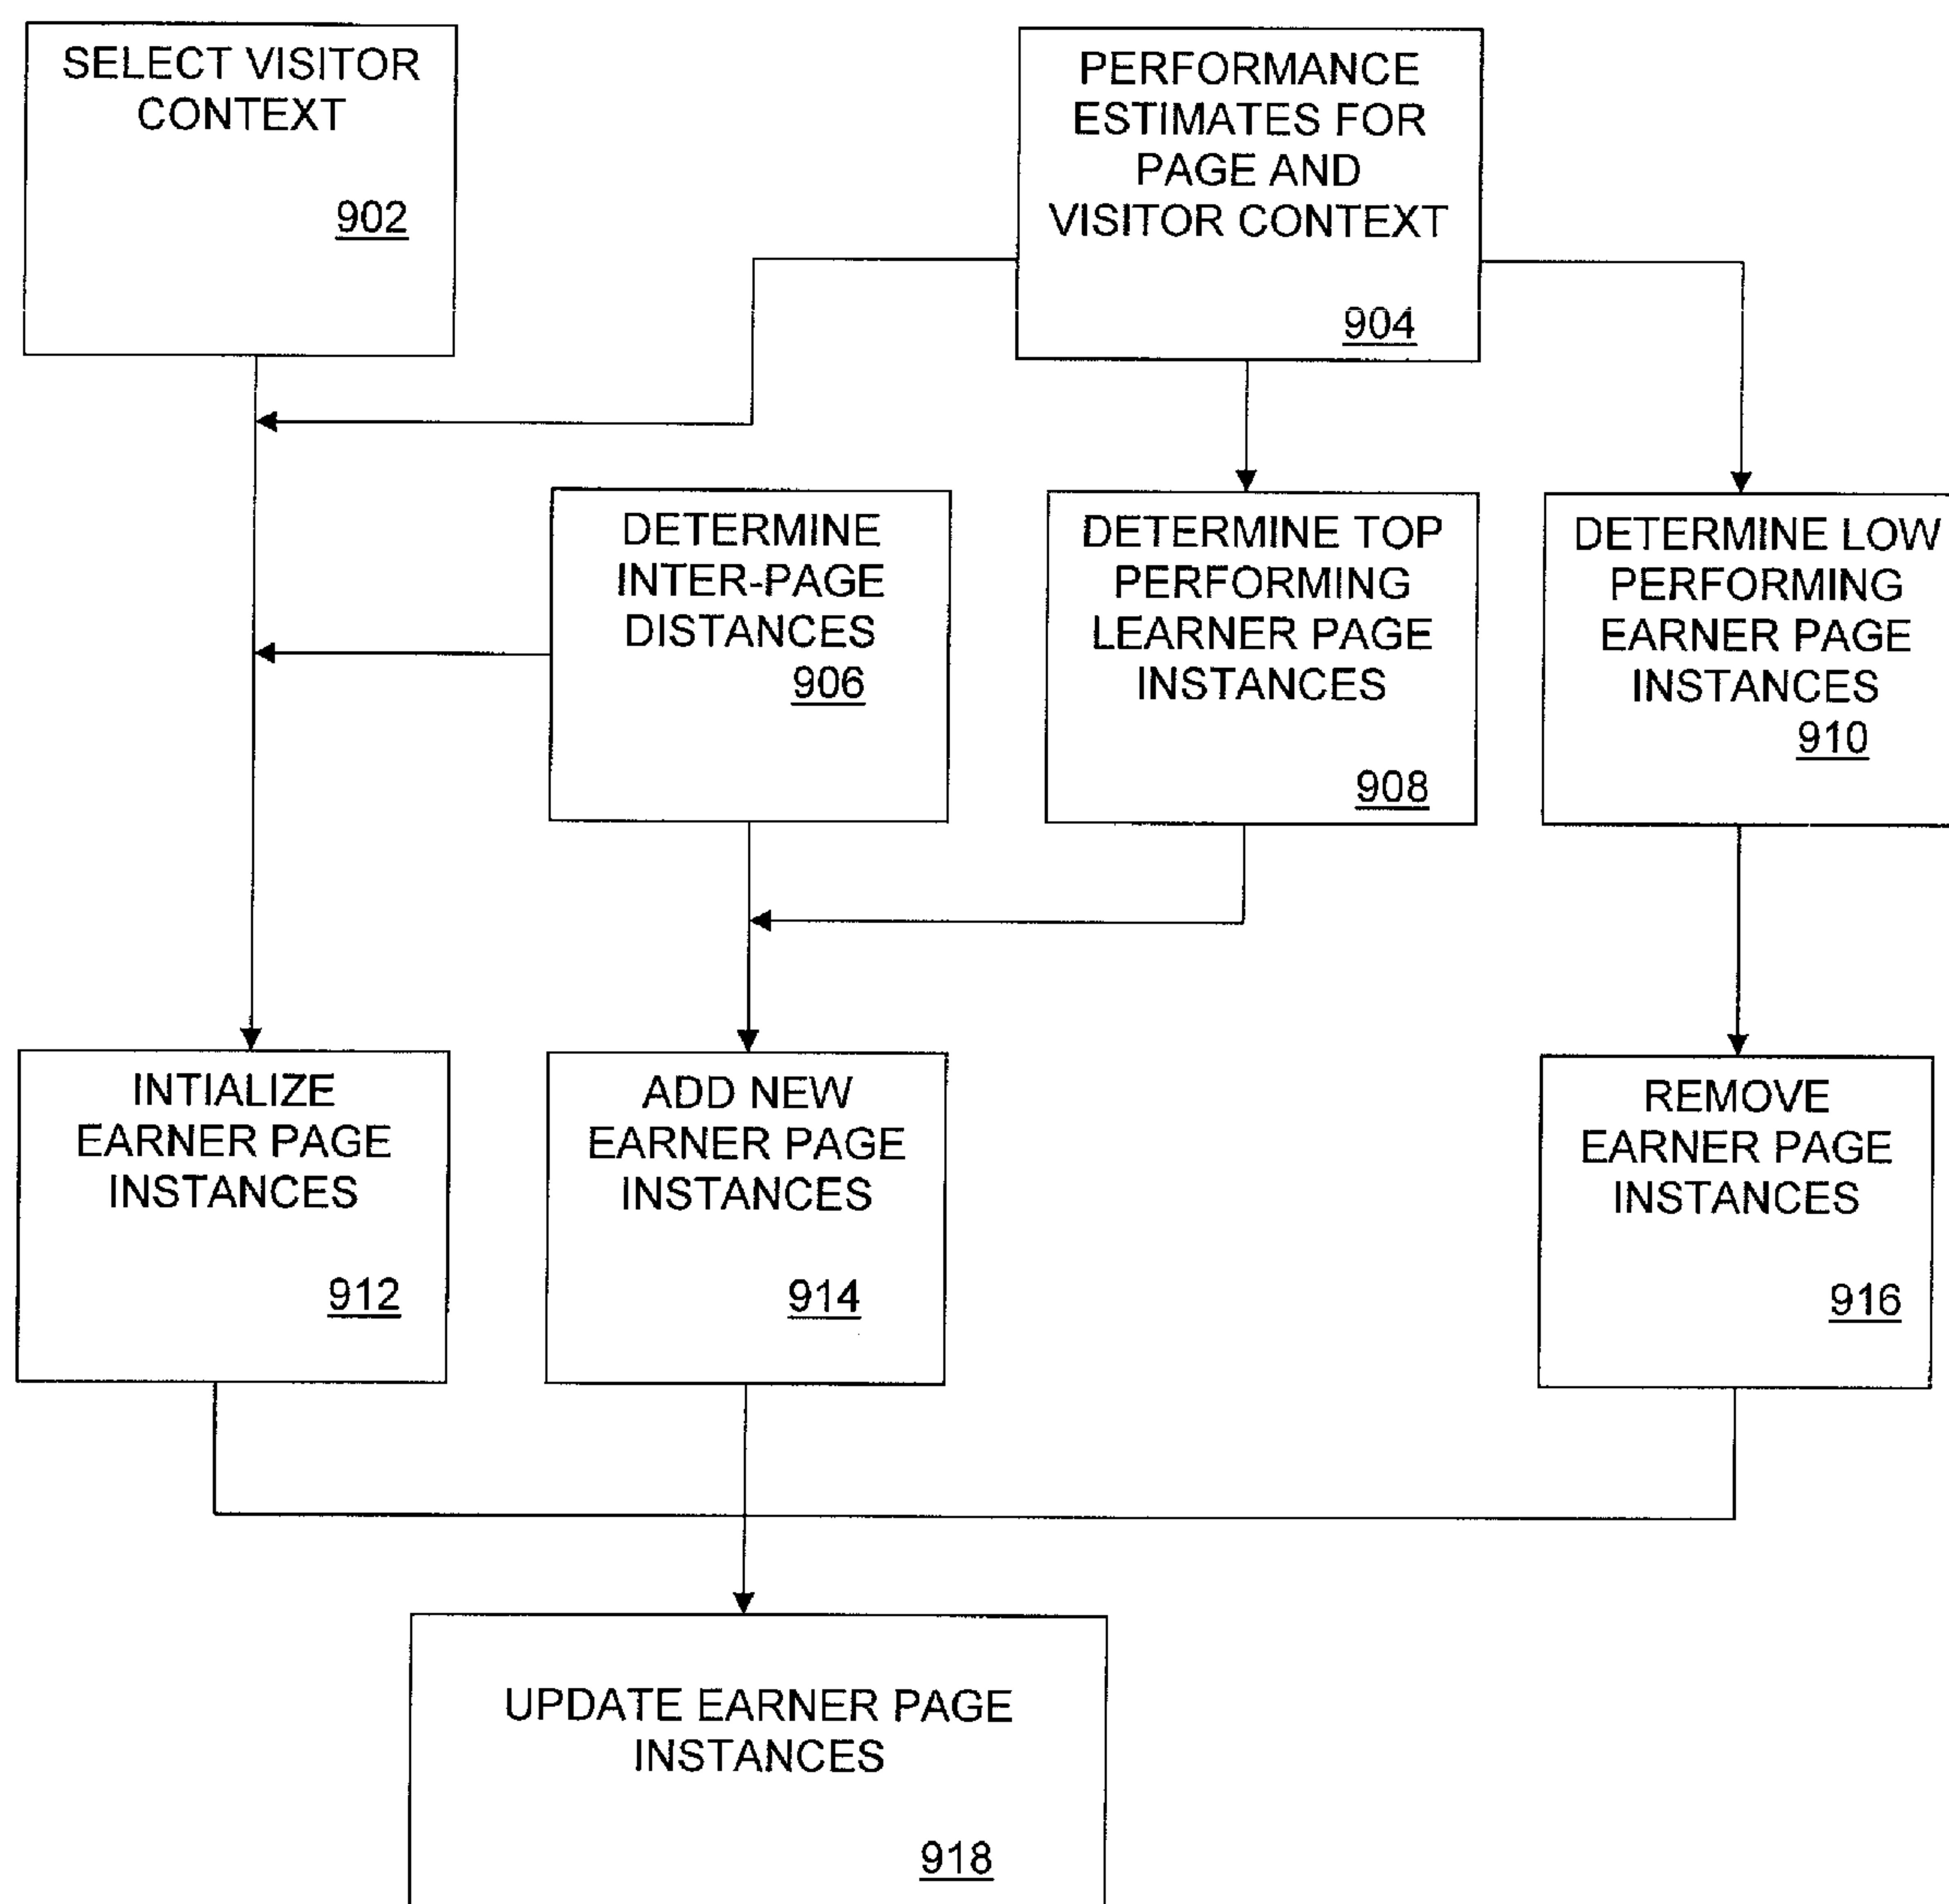 SELECT VISITOR
CONTEXT
902
PERFORMANCE
ESTIMATES FOR
PAGE AND
VISITOR CONTEXT
904
DETERMINE
INTER-PAGE
DISTANCES
906
DETERMINE TOP
PERFORMING
LEARNER PAGE
INSTANCES
908
DETERMINE LOW
PERFORMING
EARNER PAGE
INSTANCES
910
INTIALIZE
EARNER PAGE
INSTANCES
912
ADD NEW
EARNER PAGE
INSTANCES
914
REMOVE
EARNER PAGE
INSTANCES
916
UPDATE EARNER PAGE
INSTANCES
918